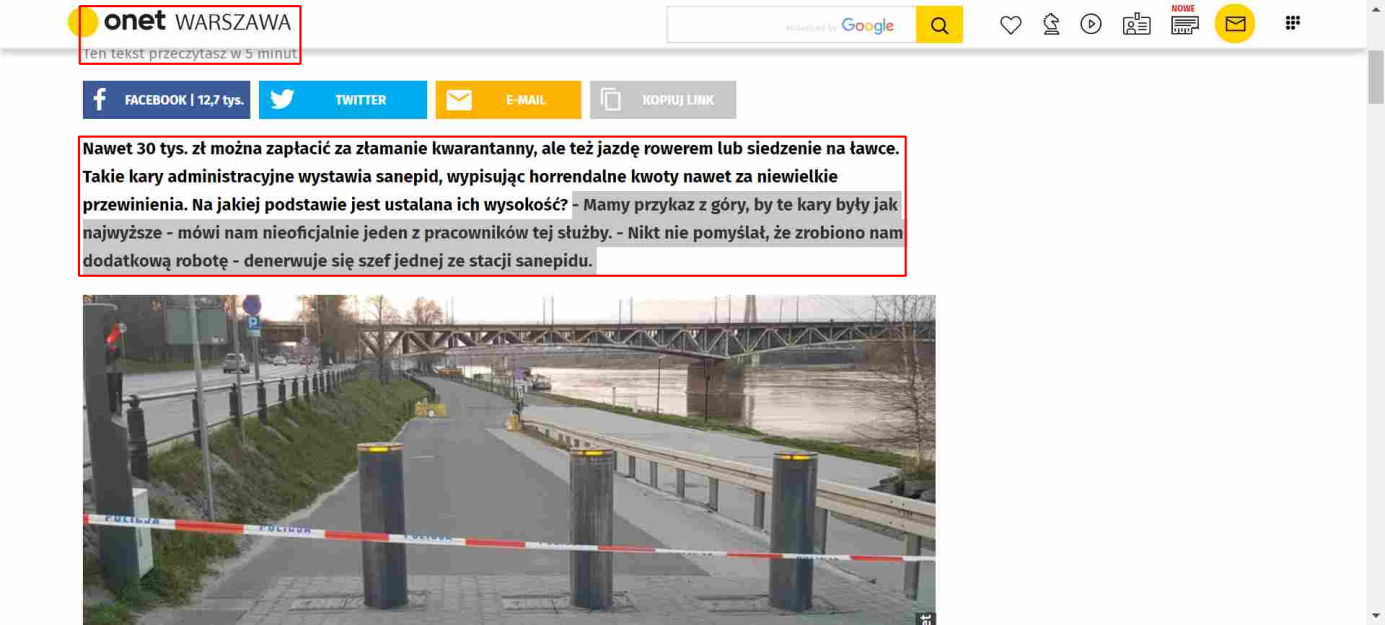 onet WARSZAWA
NOWE
Google
Ten tekst przeczytasz w 5 minut
FACEBOOK | 12,7 tys.
TWITTER
E-MAIL
KOPIUJ LINK
Nawet 30 tys. zł można zapłacić za złamanie kwarantanny, ale też jazdę rowerem lub siedzenie na ławce.
Takie kary administracyjne wystawia sanepid, wypisując horrendalne kwoty nawet za niewielkie
przewinienia. Na jakiej podstawie jest ustalana ich wysokość? - Mamy przykaz z góry, by te kary były jak
najwyższe - mówi nam nieoficjalnie jeden z pracowników tej służby. - Nikt nie pomyślał, że zrobiono nam
dodatkową robotę - denerwuje się szef jednej ze stacji sanepidu.
P
POLICJA
POLICJA
POLICJA